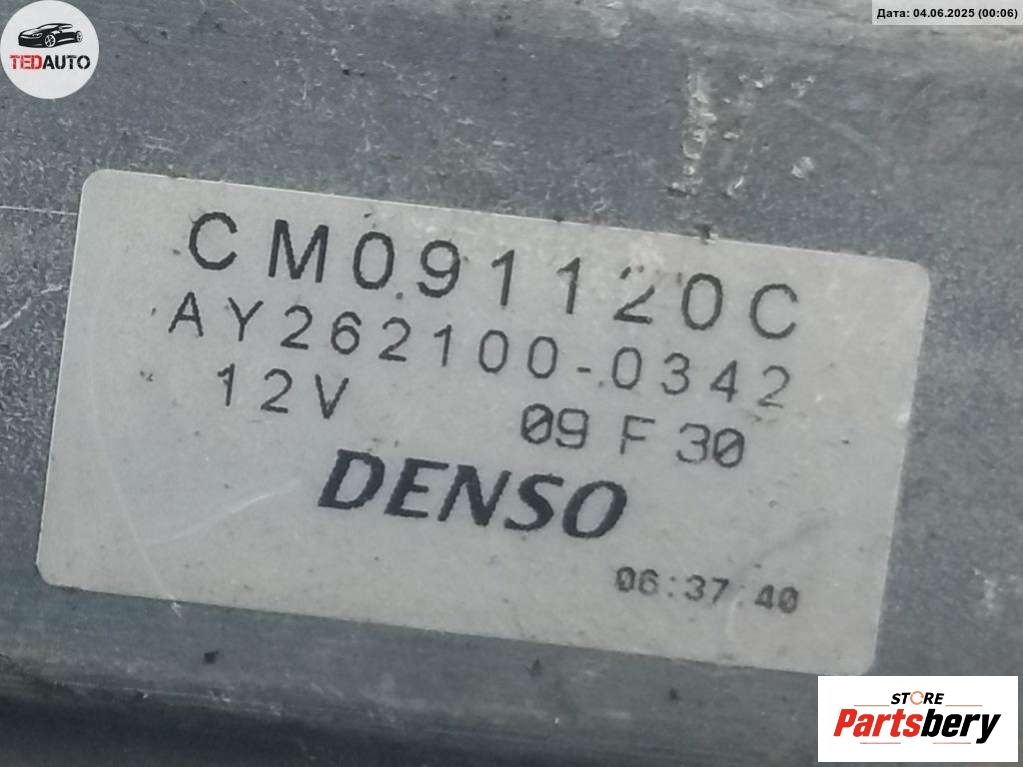 Дата: 04.06.2025 (00:06)
TEDAUTO
CM091120C
AY262100-0342
12V 09 F 30
DENSO
06:37:40
STORE
Partsbery